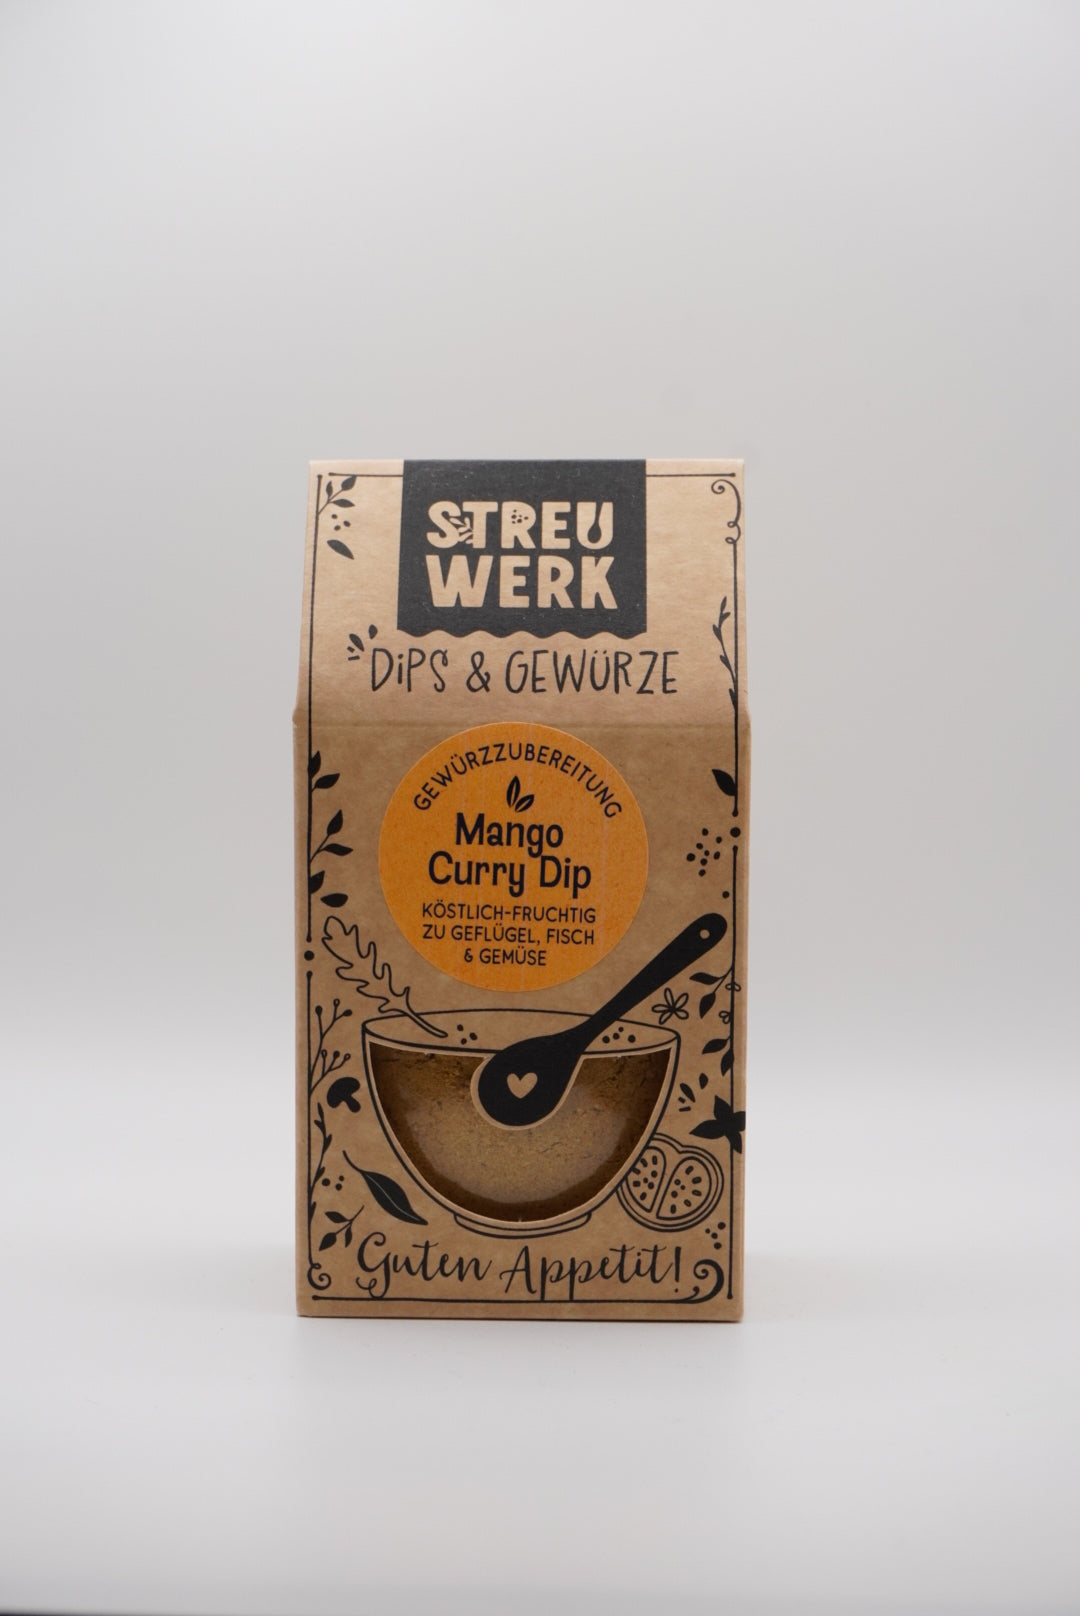 STREU
WERK
DiPS & GEWÜRZE
GEWÜRZZUBEREITUNG
Mango
Curry Dip
KÖSTLICH-FRUCHTIG
ZU GEFLÜGEL, FISCH
& GEMÜSE
Guten Appetit!